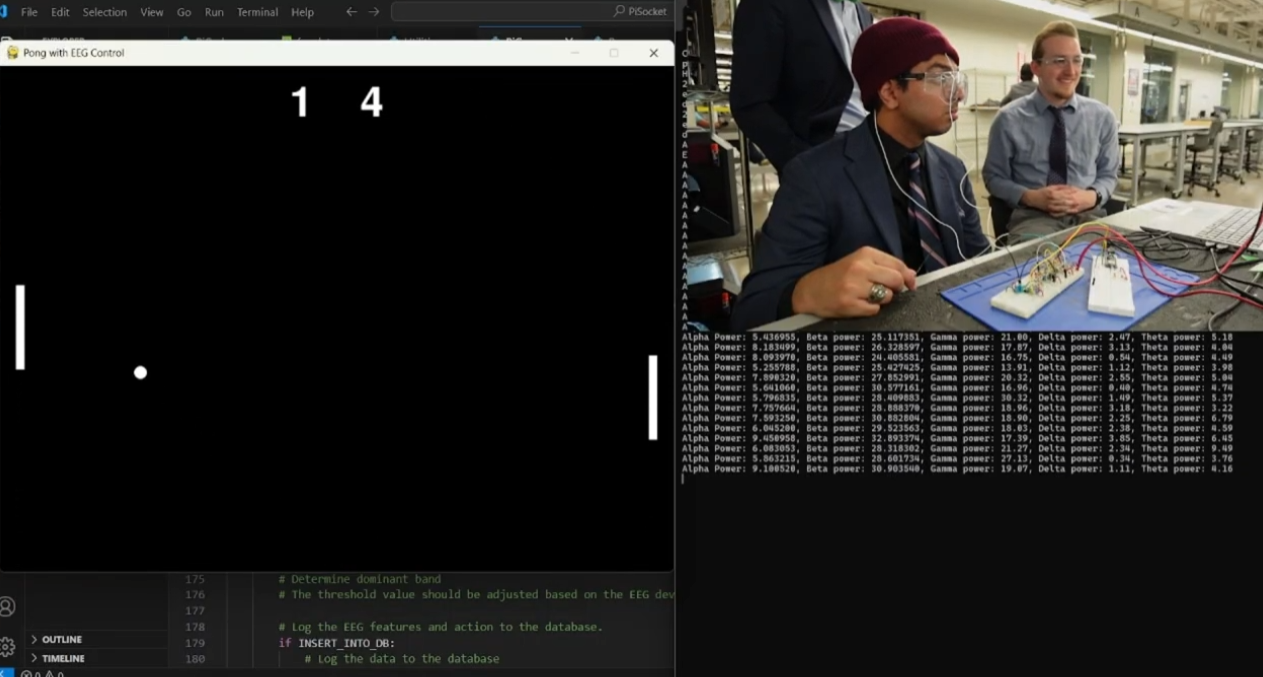 File Edit Selection View Go Run Terminal Help
PiSocket
Pong with EEG Control
1 4
175 # Determine dominant band
176 # The threshold value should be adjusted based on the EEG dev
177
178 # Log the EEG features and action to the database.
179 if INSERT_INTO_DB:
180 # Log the data to the database
OUTLINE
TIMELINE
Alpha Power: 5.436955, Beta power: 25.117351, Gamma power: 21.00, Delta power: 2.47, Theta power: 5.18
Alpha Power: 8.183499, Beta power: 26.328597, Gamma power: 17.87, Delta power: 3.13, Theta power: 4.04
Alpha Power: 8.093970, Beta power: 24.405581, Gamma power: 16.75, Delta power: 0.54, Theta power: 4.49
Alpha Power: 5.255788, Beta power: 25.427425, Gamma power: 13.91, Delta power: 1.12, Theta power: 3.98
Alpha Power: 7.890320, Beta power: 27.852991, Gamma power: 20.32, Delta power: 2.55, Theta power: 5.04
Alpha Power: 5.641060, Beta power: 30.577161, Gamma power: 16.96, Delta power: 0.40, Theta power: 4.74
Alpha Power: 5.796835, Beta power: 28.409883, Gamma power: 30.32, Delta power: 1.49, Theta power: 5.37
Alpha Power: 7.757664, Beta power: 28.888370, Gamma power: 18.96, Delta power: 3.18, Theta power: 3.22
Alpha Power: 7.593250, Beta power: 30.882804, Gamma power: 18.90, Delta power: 2.25, Theta power: 6.79
Alpha Power: 6.045200, Beta power: 29.523563, Gamma power: 18.03, Delta power: 2.38, Theta power: 4.59
Alpha Power: 9.450958, Beta power: 32.893374, Gamma power: 17.39, Delta power: 3.85, Theta power: 6.45
Alpha Power: 6.083053, Beta power: 28.318302, Gamma power: 21.27, Delta power: 2.34, Theta power: 9.49
Alpha Power: 5.863215, Beta power: 28.601734, Gamma power: 27.13, Delta power: 0.34, Theta power: 3.76
Alpha Power: 9.100520, Beta power: 30.903540, Gamma power: 19.07, Delta power: 1.11, Theta power: 4.16